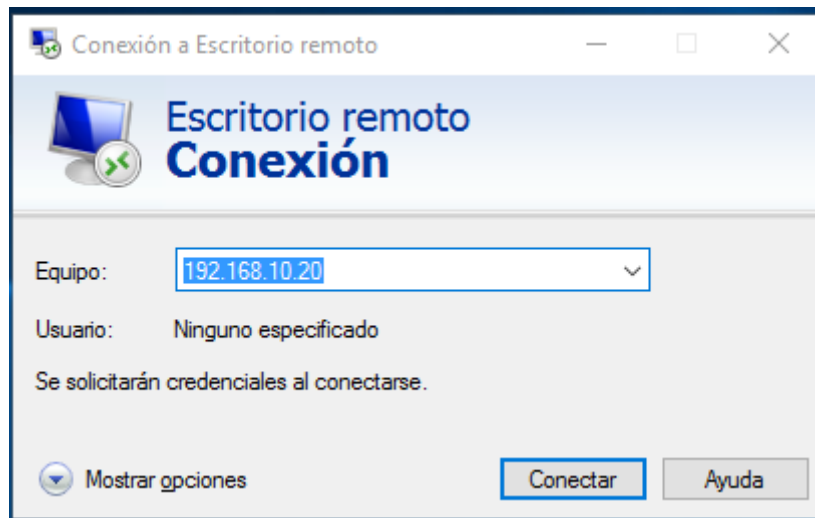 Conexión a Escritorio remoto
Escritorio remoto
Conexión
Equipo: 192.168.10.20
Usuario: Ninguno especificado
Se solicitarán credenciales al conectarse.
Mostrar opciones Conectar Ayuda